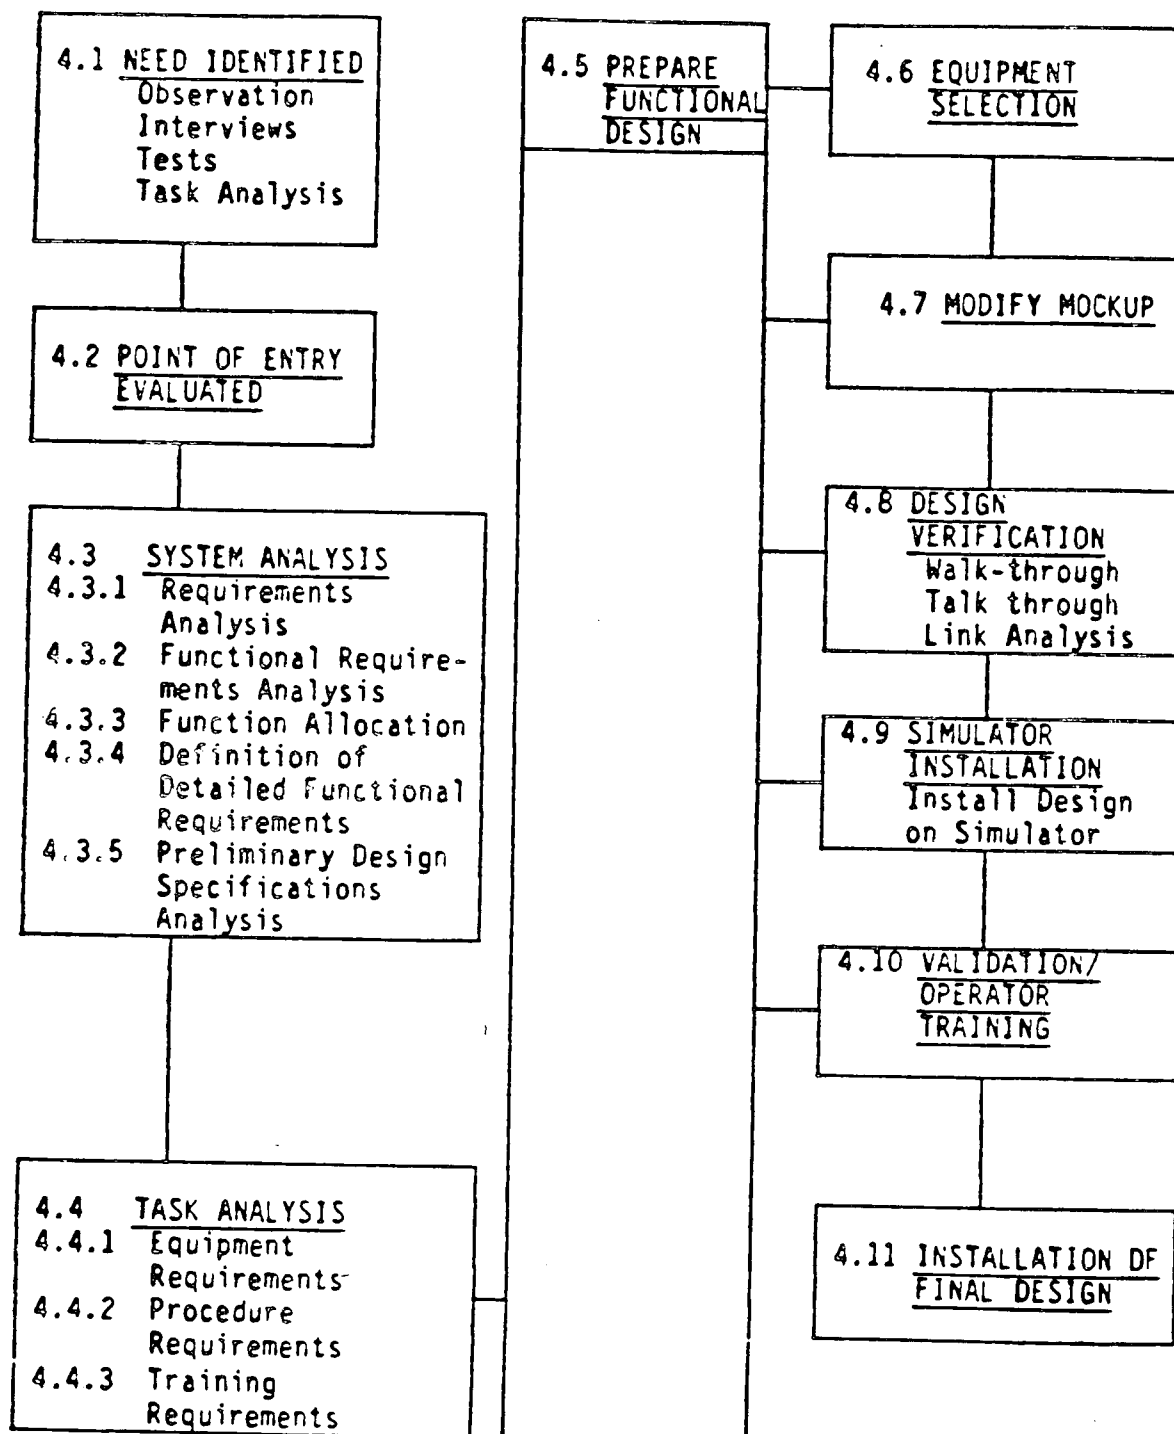 4.1 NEED IDENTIFIED
Observation
Interviews
Tests
Task Analysis
4.2 POINT OF ENTRY
EVALUATED
4.3 SYSTEM ANALYSIS
4.3.1 Requirements
Analysis
4.3.2 Functional Require-
ments Analysis
4.3.3 Function Allocation
4.3.4 Definition of
Detailed Functional
Requirements
4.3.5 Preliminary Design
Specifications
Analysis
4.4 TASK ANALYSIS
4.4.1 Equipment
Requirements
4.4.2 Procedure
Requirements
4.4.3 Training
Requirements
4.5 PREPARE
FUNCTIONAL
DESIGN
4.6 EQUIPMENT
SELECTION
4.7 MODIFY MOCKUP
4.8 DESIGN
VERIFICATION
Walk-through
Talk through
Link Analysis
4.9 SIMULATOR
INSTALLATION
Install Design
on Simulator
4.10 VALIDATION/
OPERATOR
TRAINING
4.11 INSTALLATION OF
FINAL DESIGN